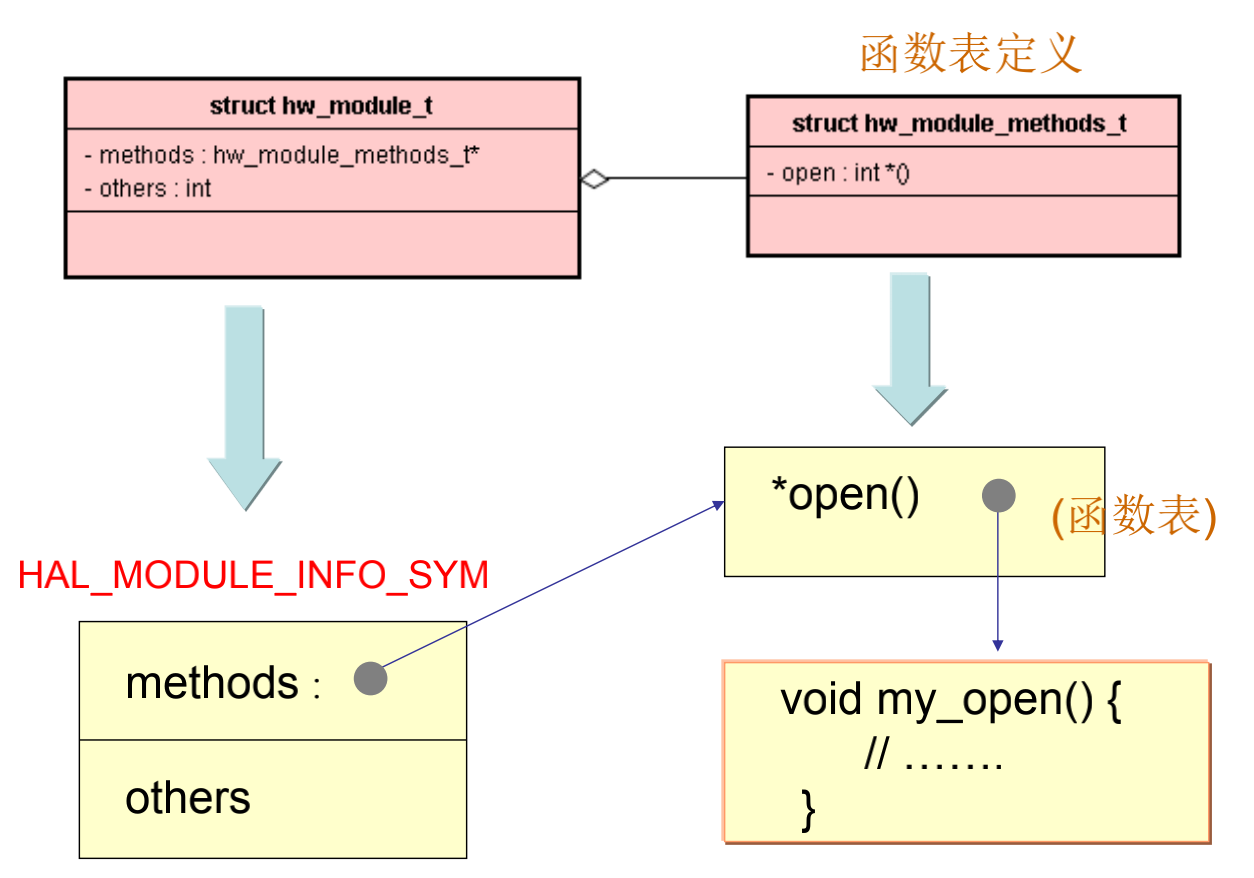 函数表定义
struct hw_module_t
- methods : hw_module_methods_t*
- others : int
struct hw_module_methods_t
- open : int *()
*open()
(函数表)
HAL_MODULE_INFO_SYM
methods :
others
void my_open() {
// .......
}